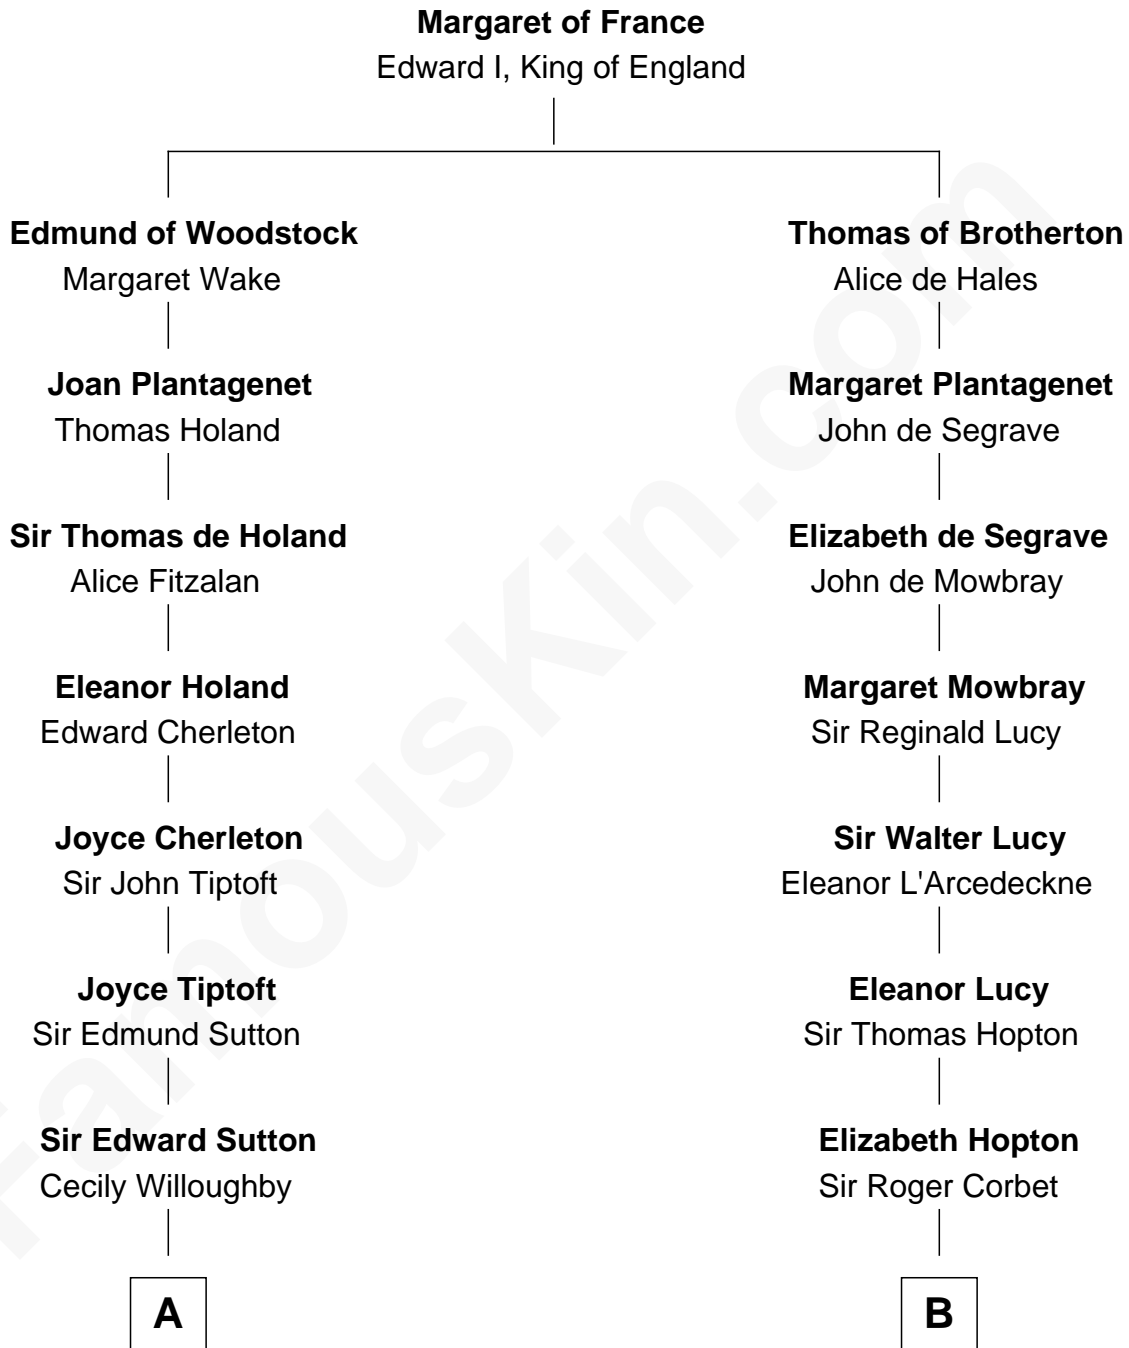 Margaret of France
Edward I, King of England
Edmund of Woodstock
Margaret Wake
Thomas of Brotherton
Alice de Hales
Joan Plantagenet
Thomas Holand
Margaret Plantagenet
John de Segrave
Sir Thomas de Holand
Alice Fitzalan
Elizabeth de Segrave
John de Mowbray
Eleanor Holand
Edward Cherleton
Margaret Mowbray
Sir Reginald Lucy
Joyce Cherleton
Sir John Tiptoft
Sir Walter Lucy
Eleanor L'Arcedeckne
Joyce Tiptoft
Sir Edmund Sutton
Eleanor Lucy
Sir Thomas Hopton
Sir Edward Sutton
Cecily Willoughby
Elizabeth Hopton
Sir Roger Corbet
A
B
FamousKin.com